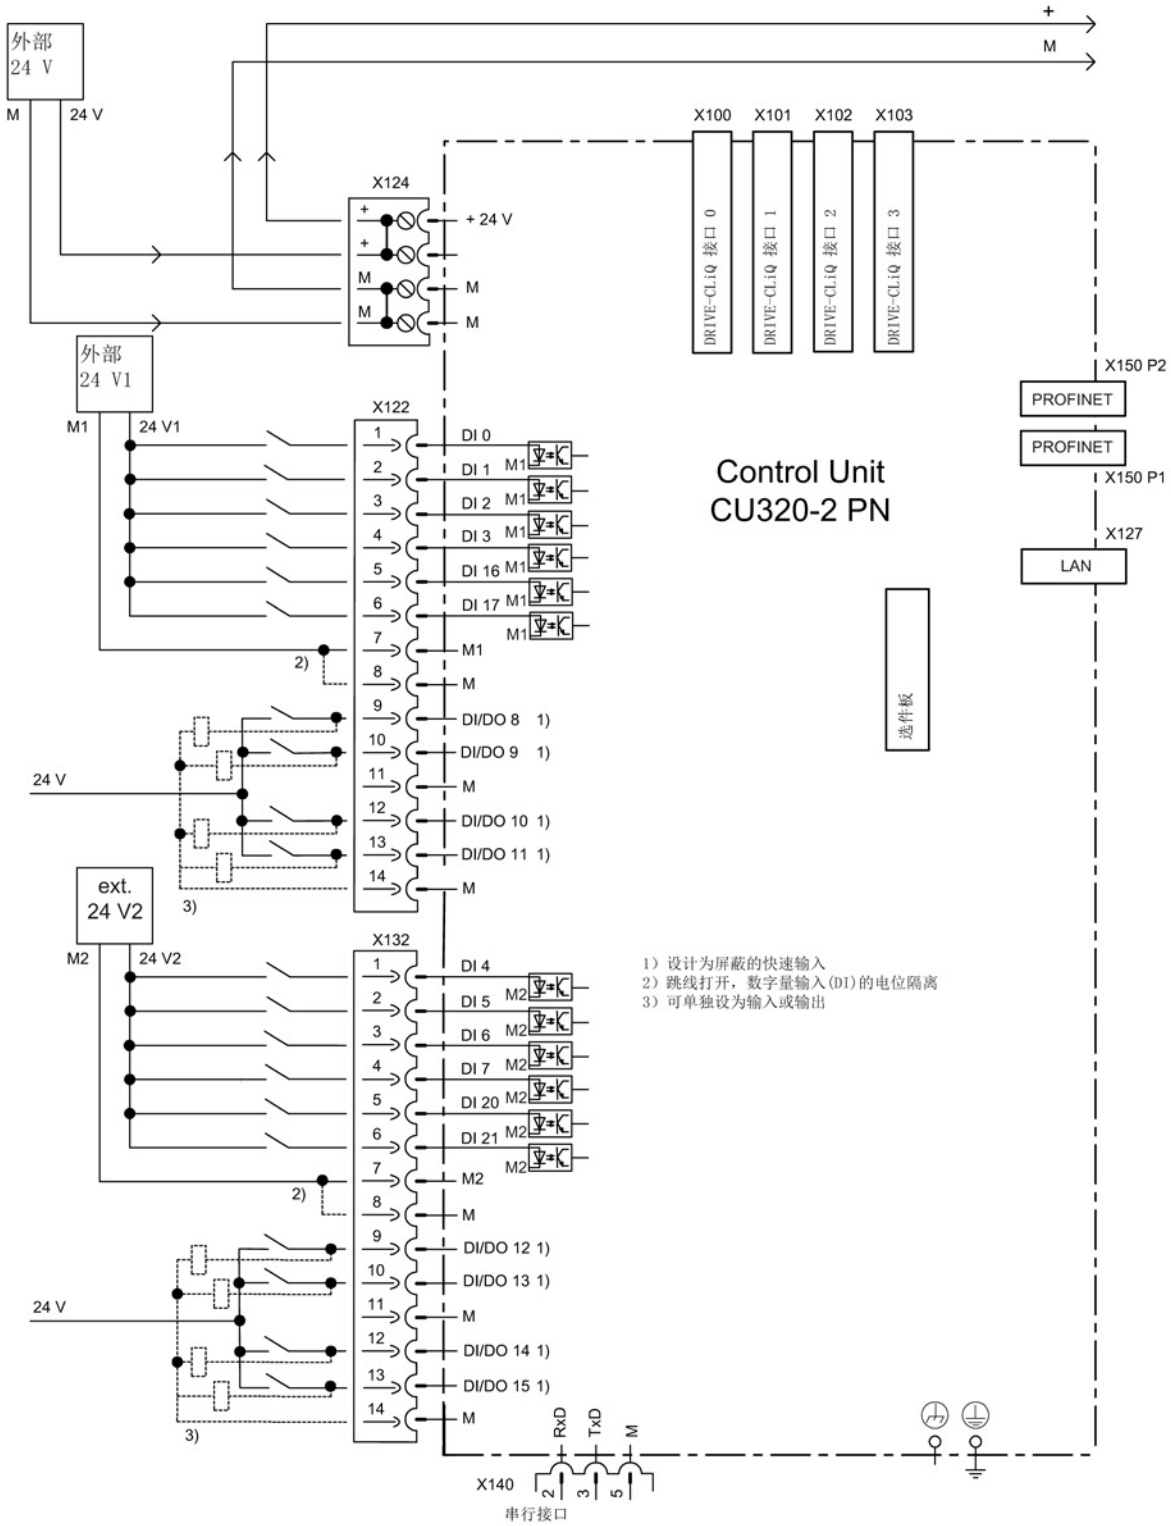 +
M
外部
24 V
M
24 V
X100
X101
X102
X103
DRIVE-CLiQ 接口 0
DRIVE-CLiQ 接口 1
DRIVE-CLiQ 接口 2
DRIVE-CLiQ 接口 3
X124
+
+ 24 V
+
M
M
M
M
外部
24 V1
M1
24 V1
X150 P2
PROFINET
PROFINET
X150 P1
X127
LAN
Control Unit
CU320-2 PN
选件板
X122
1
DI 0
M1
2
DI 1
M1
3
DI 2
M1
4
DI 3
M1
5
DI 16
M1
6
DI 17
M1
7
M1
2)
8
M
9
DI/DO 8 1)
10
DI/DO 9 1)
24 V
11
M
12
DI/DO 10 1)
13
DI/DO 11 1)
14
M
3)
ext.
24 V2
M2
24 V2
X132
1
DI 4
M2
2
DI 5
M2
3
DI 6
M2
4
DI 7
M2
5
DI 20
M2
6
DI 21
M2
7
M2
2)
8
M
9
DI/DO 12 1)
10
DI/DO 13 1)
24 V
11
M
12
DI/DO 14 1)
13
DI/DO 15 1)
14
M
3)
1) 设计为屏蔽的快速输入
2) 跳线打开，数字量输入(DI)的电位隔离
3) 可单独设为输入或输出
RxD
TxD
M
X140
2
3
5
串行接口